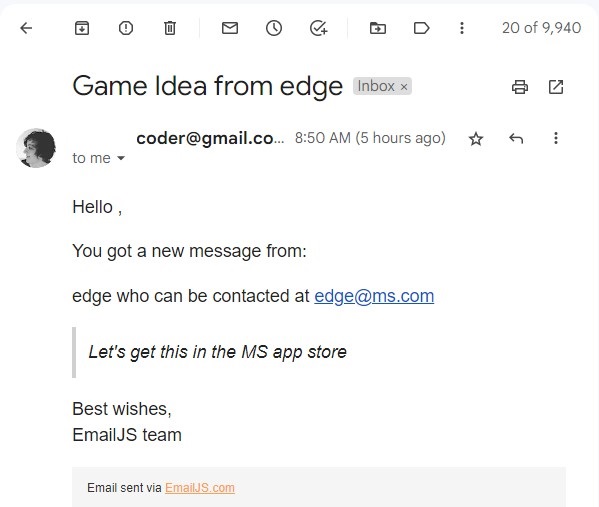 20 of 9,940
Game Idea from edge Inbox ×
coder@gmail.co... 8:50 AM (5 hours ago)
to me
Hello ,
You got a new message from:
edge who can be contacted at edge@ms.com
Let's get this in the MS app store
Best wishes,
EmailJS team
Email sent via EmailJS.com